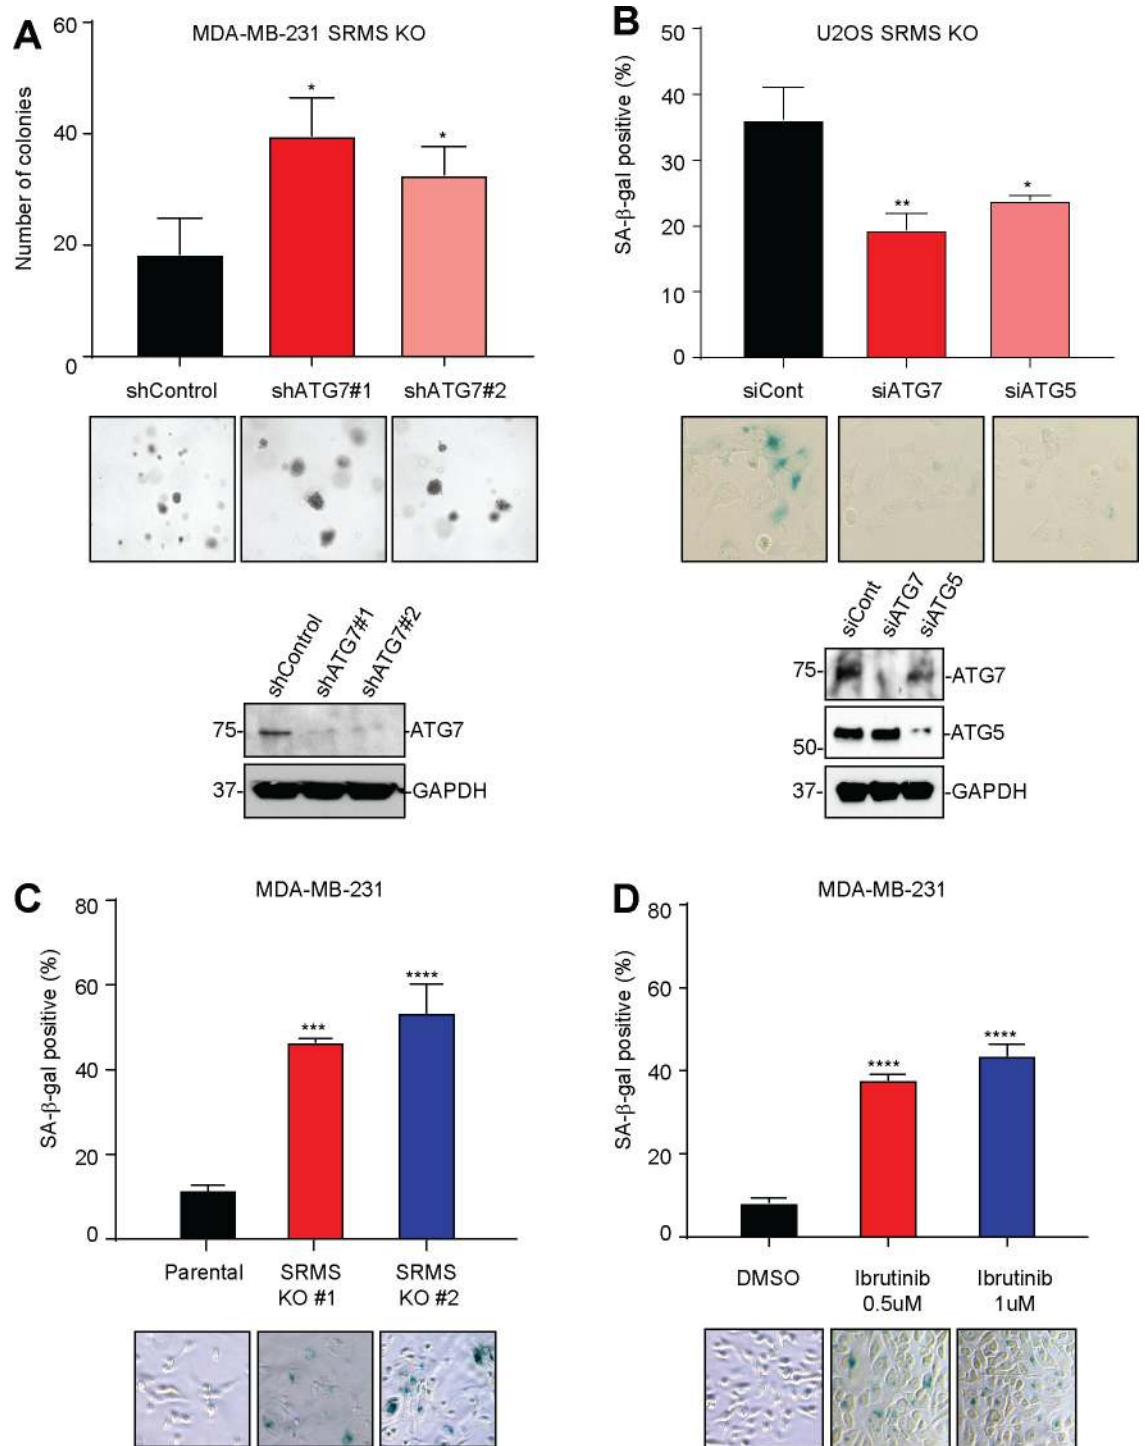 A
MDA-MB-231 SRMS KO
Number of colonies
60
40
20
0
*
*
shControl shATG7#1 shATG7#2
shControl
shATG7#1
shATG7#2
75- -ATG7
37- -GAPDH
B
U2OS SRMS KO
SA-β-gal positive (%)
50
40
30
20
10
0
**
*
siCont siATG7 siATG5
siCont
siATG7
siATG5
75- -ATG7
50- -ATG5
37- -GAPDH
C
MDA-MB-231
SA-β-gal positive (%)
80
60
40
20
0
***
****
Parental SRMS SRMS
KO #1 KO #2
D
MDA-MB-231
SA-β-gal positive (%)
80
60
40
20
0
****
****
DMSO Ibrutinib Ibrutinib
0.5uM 1uM